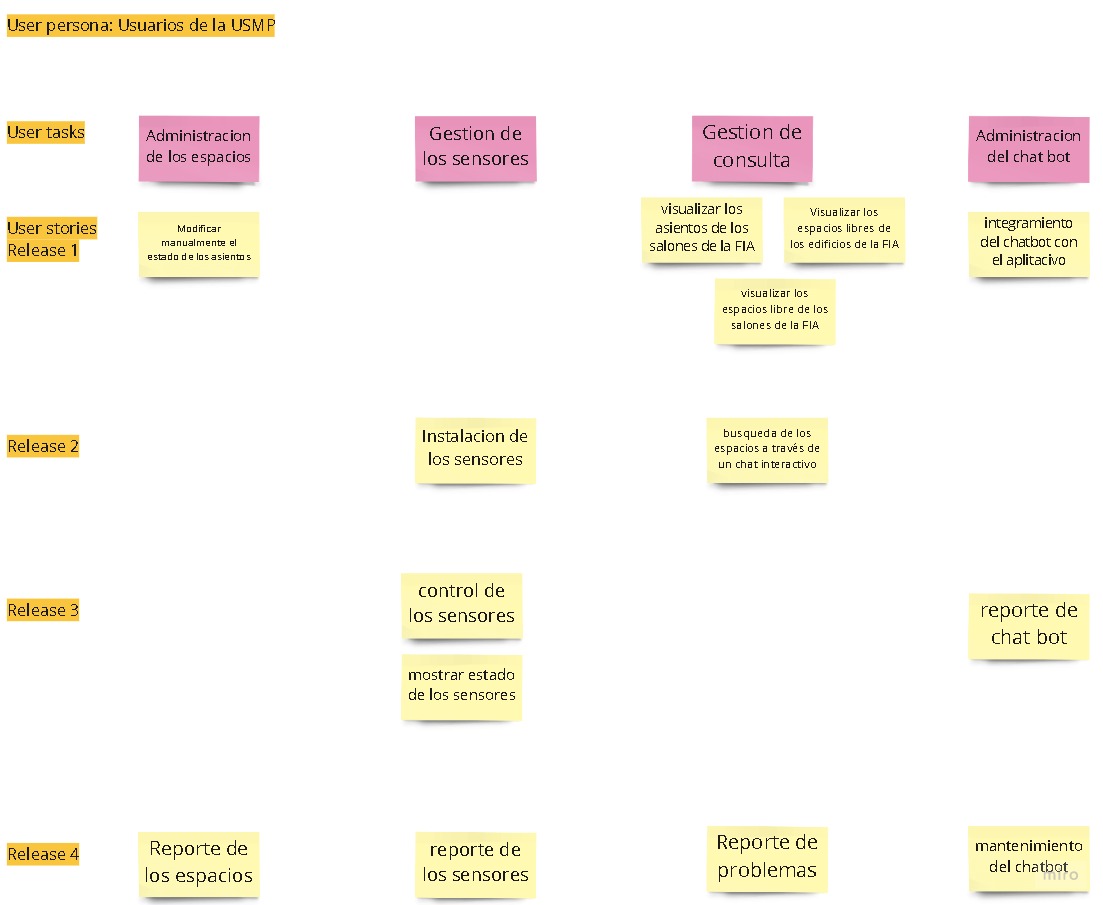 User persona: Usuarios de la USMP
User tasks
Administracion
de los espacios
Gestion de
los sensores
Gestion de
consulta
Administracion
del chat bot
User stories
Release 1
Modificar
manualmente el
estado de los asientos
visualizar los
asientos de los
salones de la FIA
Visualizar los
espacios libres de
los edificios de la FIA
integramiento
del chatbot con
el aplitacivo
visualizar los
espacios libre de los
salones de la FIA
Release 2
Instalacion de
los sensores
busqueda de los
espacios a través de
un chat interactivo
Release 3
control de
los sensores
reporte de
chat bot
mostrar estado
de los sensores
Release 4
Reporte de
los espacios
reporte de
los sensores
Reporte de
problemas
mantenimiento
del chatbot
miro